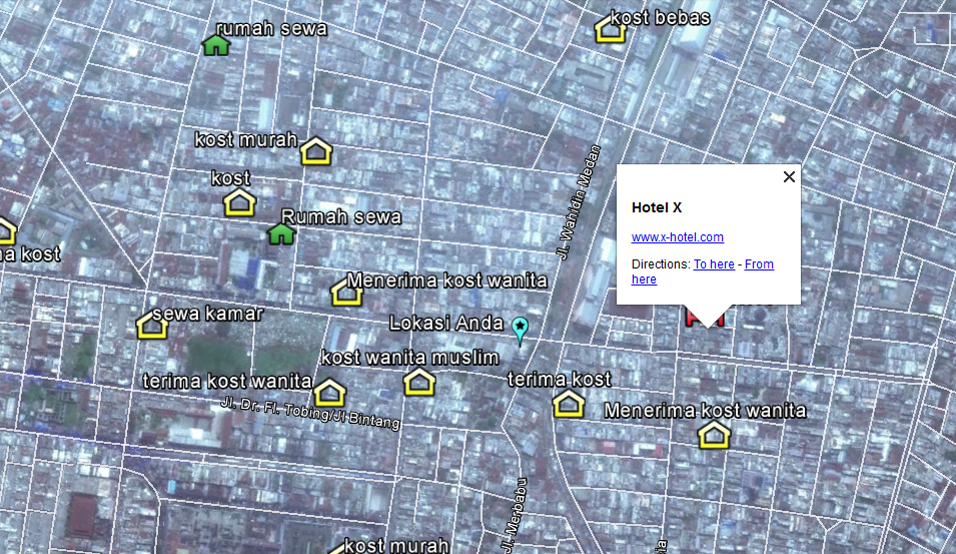 kost bebas
rumah sewa
kost murah
kost
Rumah sewa
Jl. Wahidin Medan
Hotel X
www.x-hotel.com
Directions: To here - From
here
a kost
Menerima kost wanita
sewa kamar
Lokasi Anda
kost wanita muslim
terima kost wanita
terima kost
Jl. Dr. Fl. Tobing/Jl Bintang
Menerima kost wanita
Jl. Merbabu
kost murah